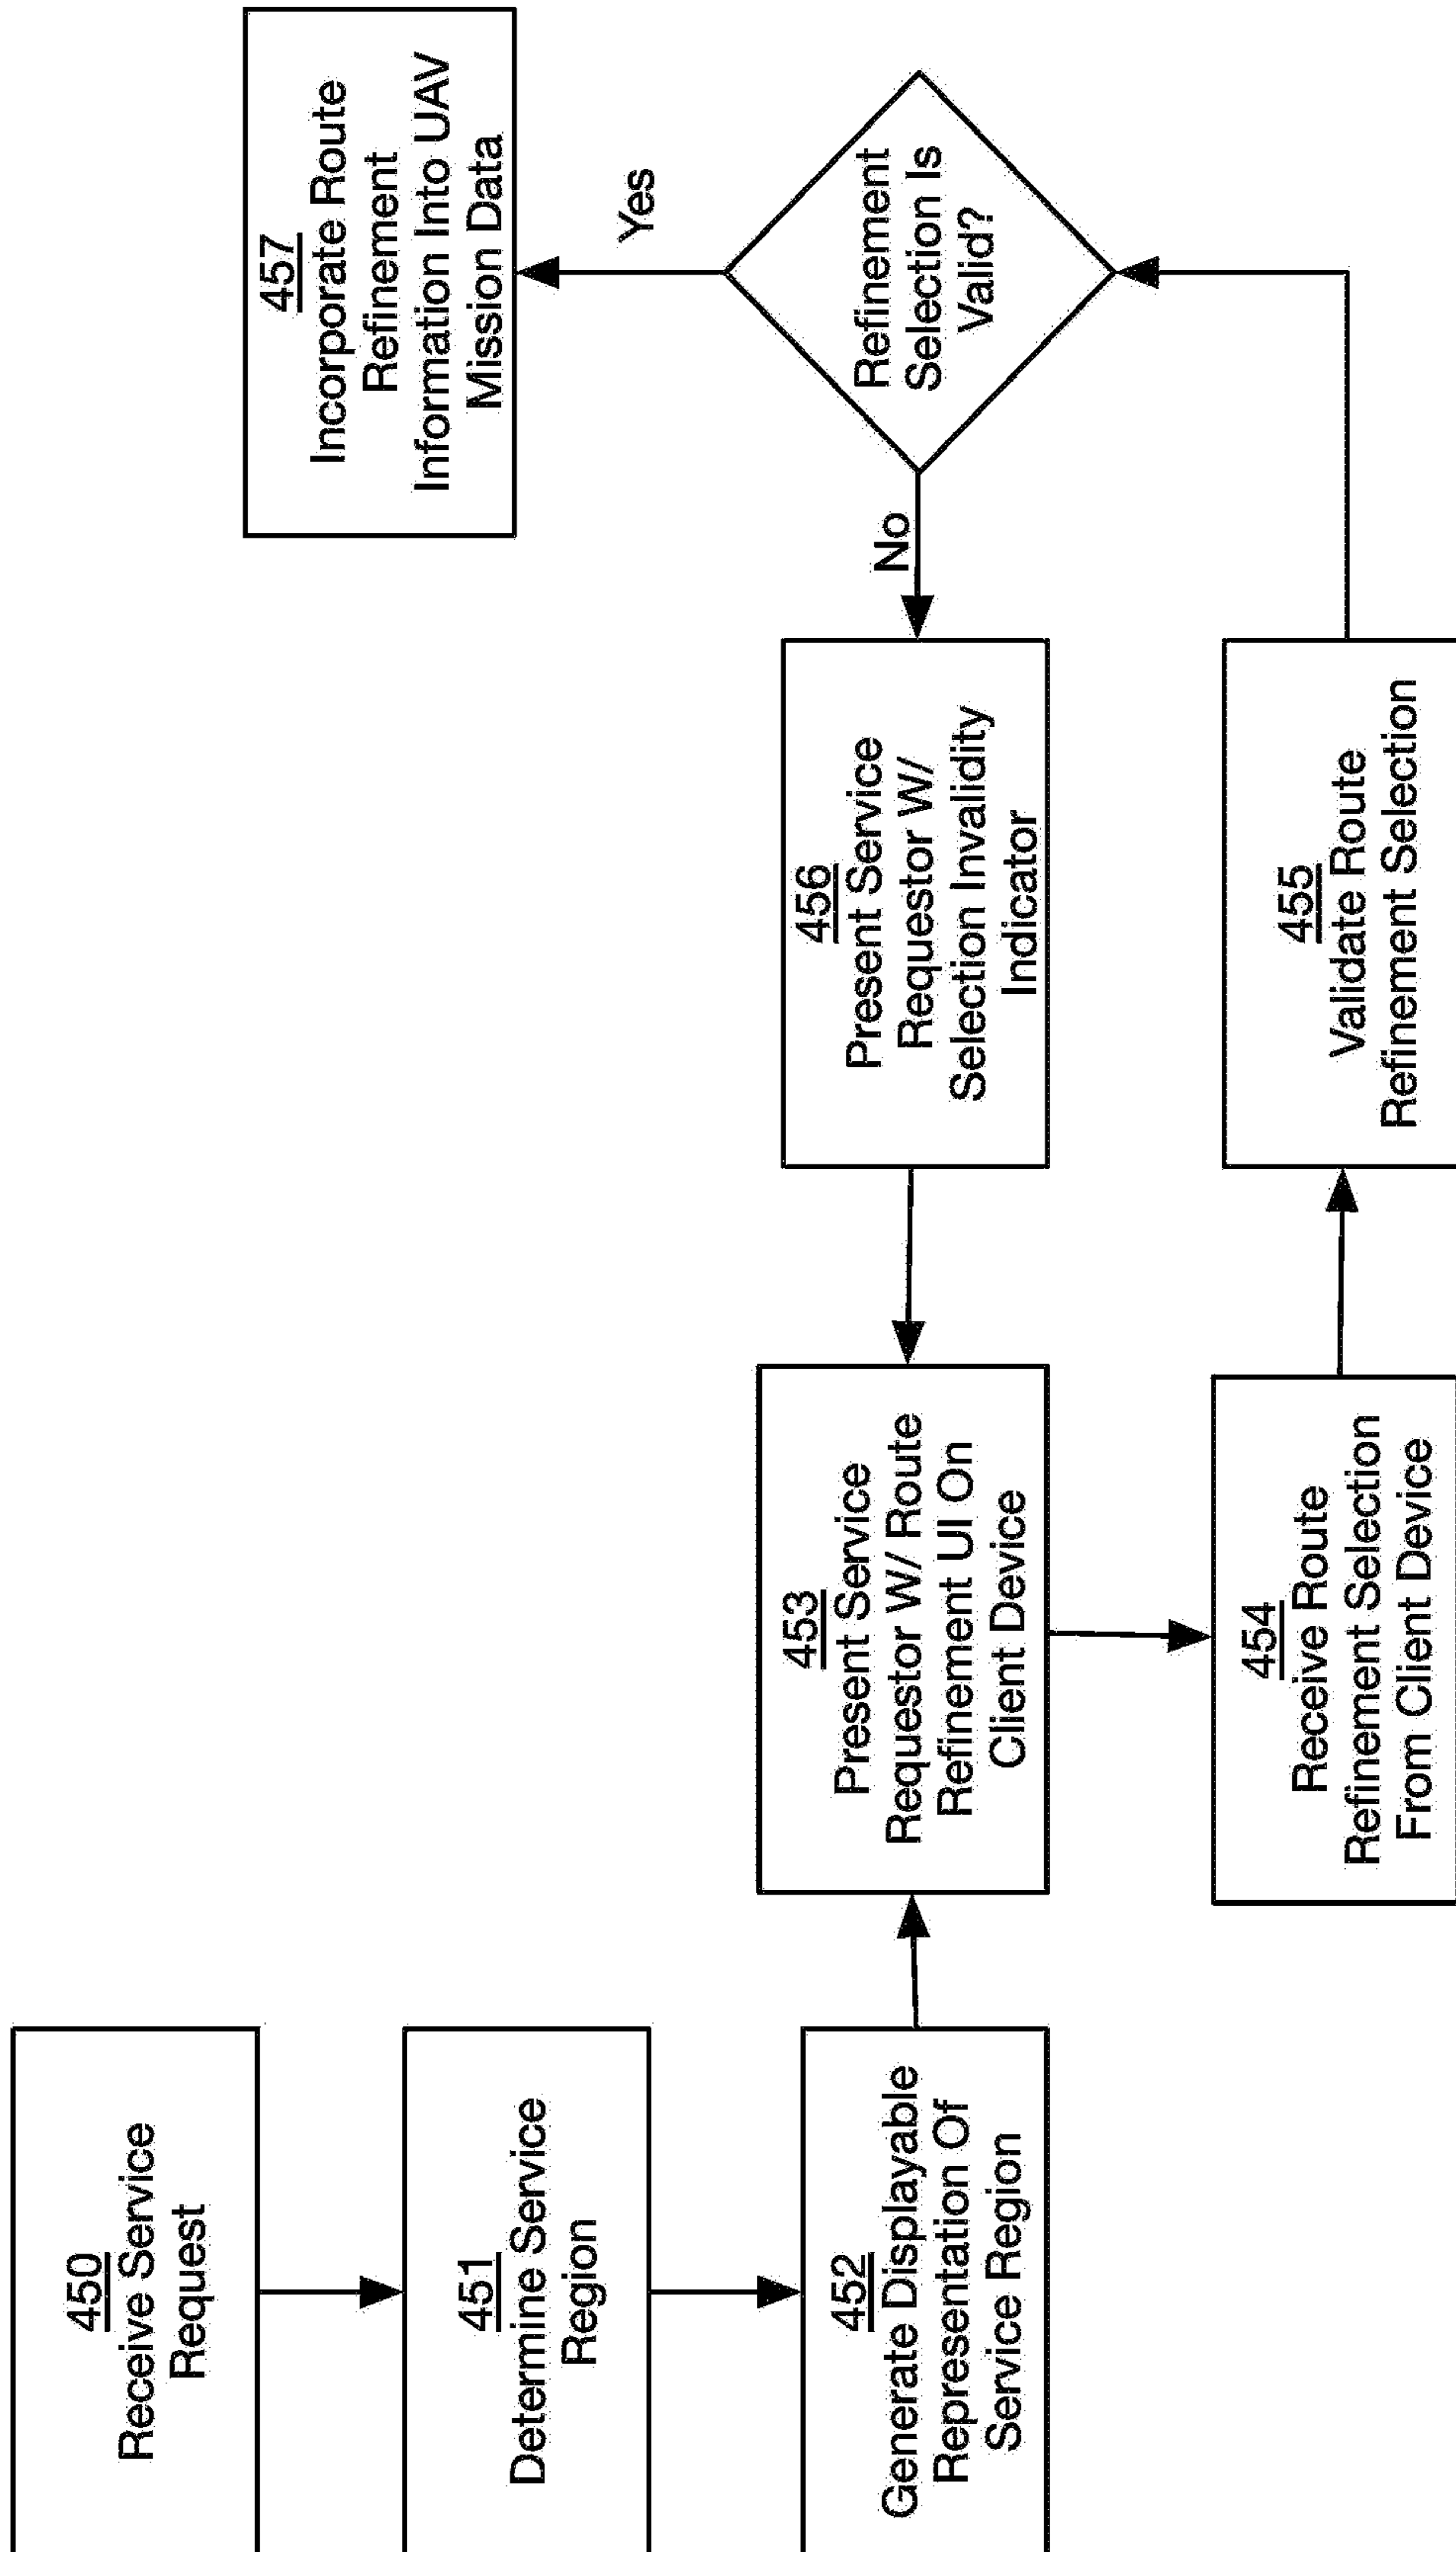 450
Receive Service
Request
451
Determine Service
Region
452
Generate Displayable
Representation Of
Service Region
453
Present Service
Requestor W/ Route
Refinement UI On
Client Device
454
Receive Route
Refinement Selection
From Client Device
455
Validate Route
Refinement Selection
Refinement
Selection Is
Valid?
No
456
Present Service
Requestor W/
Selection Invalidity
Indicator
Yes
457
Incorporate Route
Refinement
Information Into UAV
Mission Data